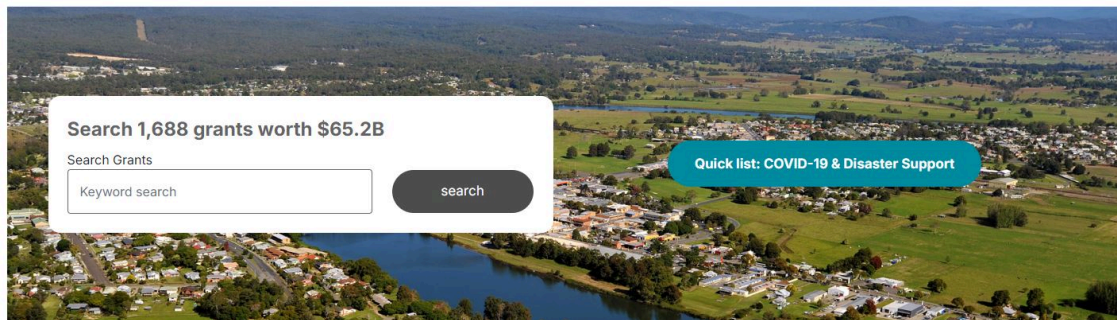 Search 1,688 grants worth $65.2B
Search Grants
Keyword search
search
Quick list: COVID-19 & Disaster Support